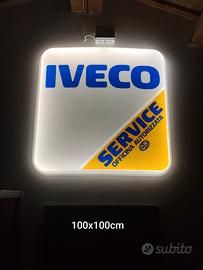 IVECO
SERVICE
OFFICINA AUTORIZZATA
100x100cm
subito